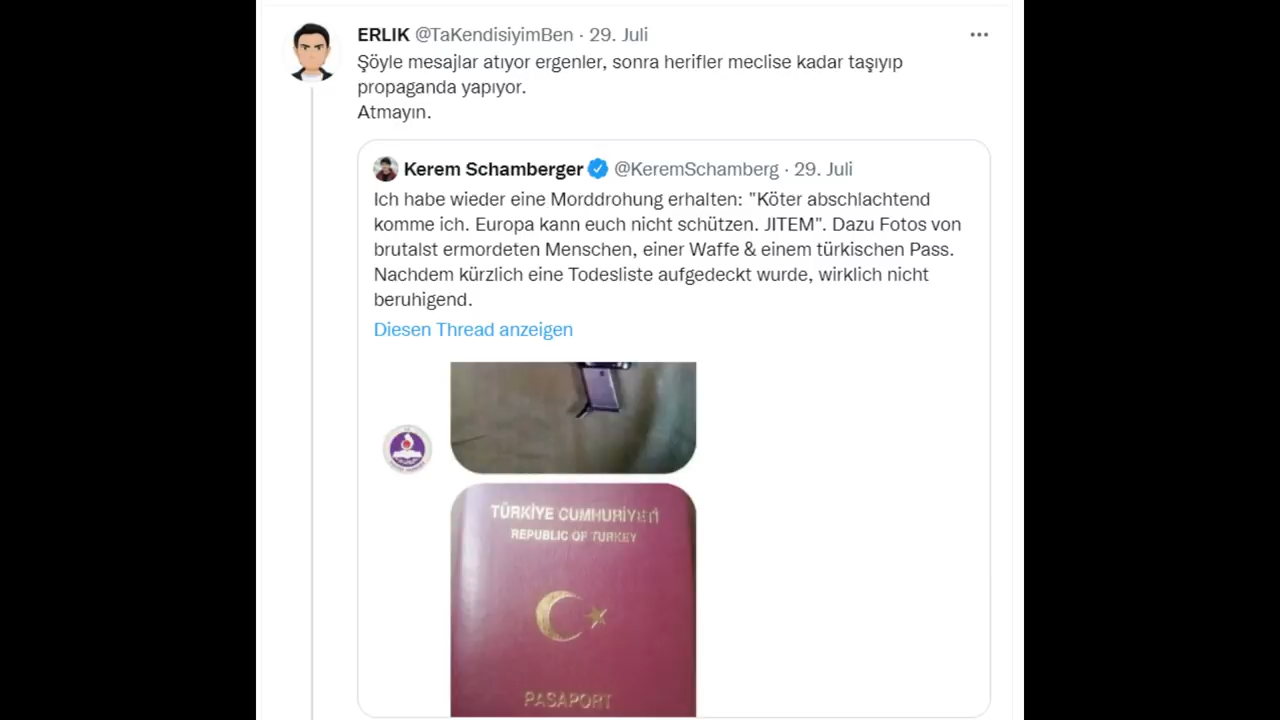 ERLIK @TaKendisiyimBen · 29. Juli
Şöyle mesajlar atıyor ergenler, sonra herifler meclise kadar taşıyıp
propaganda yapıyor.
Atmayın.
Kerem Schamberger @KeremSchamberg · 29. Juli
Ich habe wieder eine Morddrohung erhalten: "Köter abschlachtend
komme ich. Europa kann euch nicht schützen. JITEM". Dazu Fotos von
brutalst ermordeten Menschen, einer Waffe & einem türkischen Pass.
Nachdem kürzlich eine Todesliste aufgedeckt wurde, wirklich nicht
beruhigend.
Diesen Thread anzeigen
TÜRKİYE CUMHURİYETİ
REPUBLIC OF TURKEY
PASAPORT